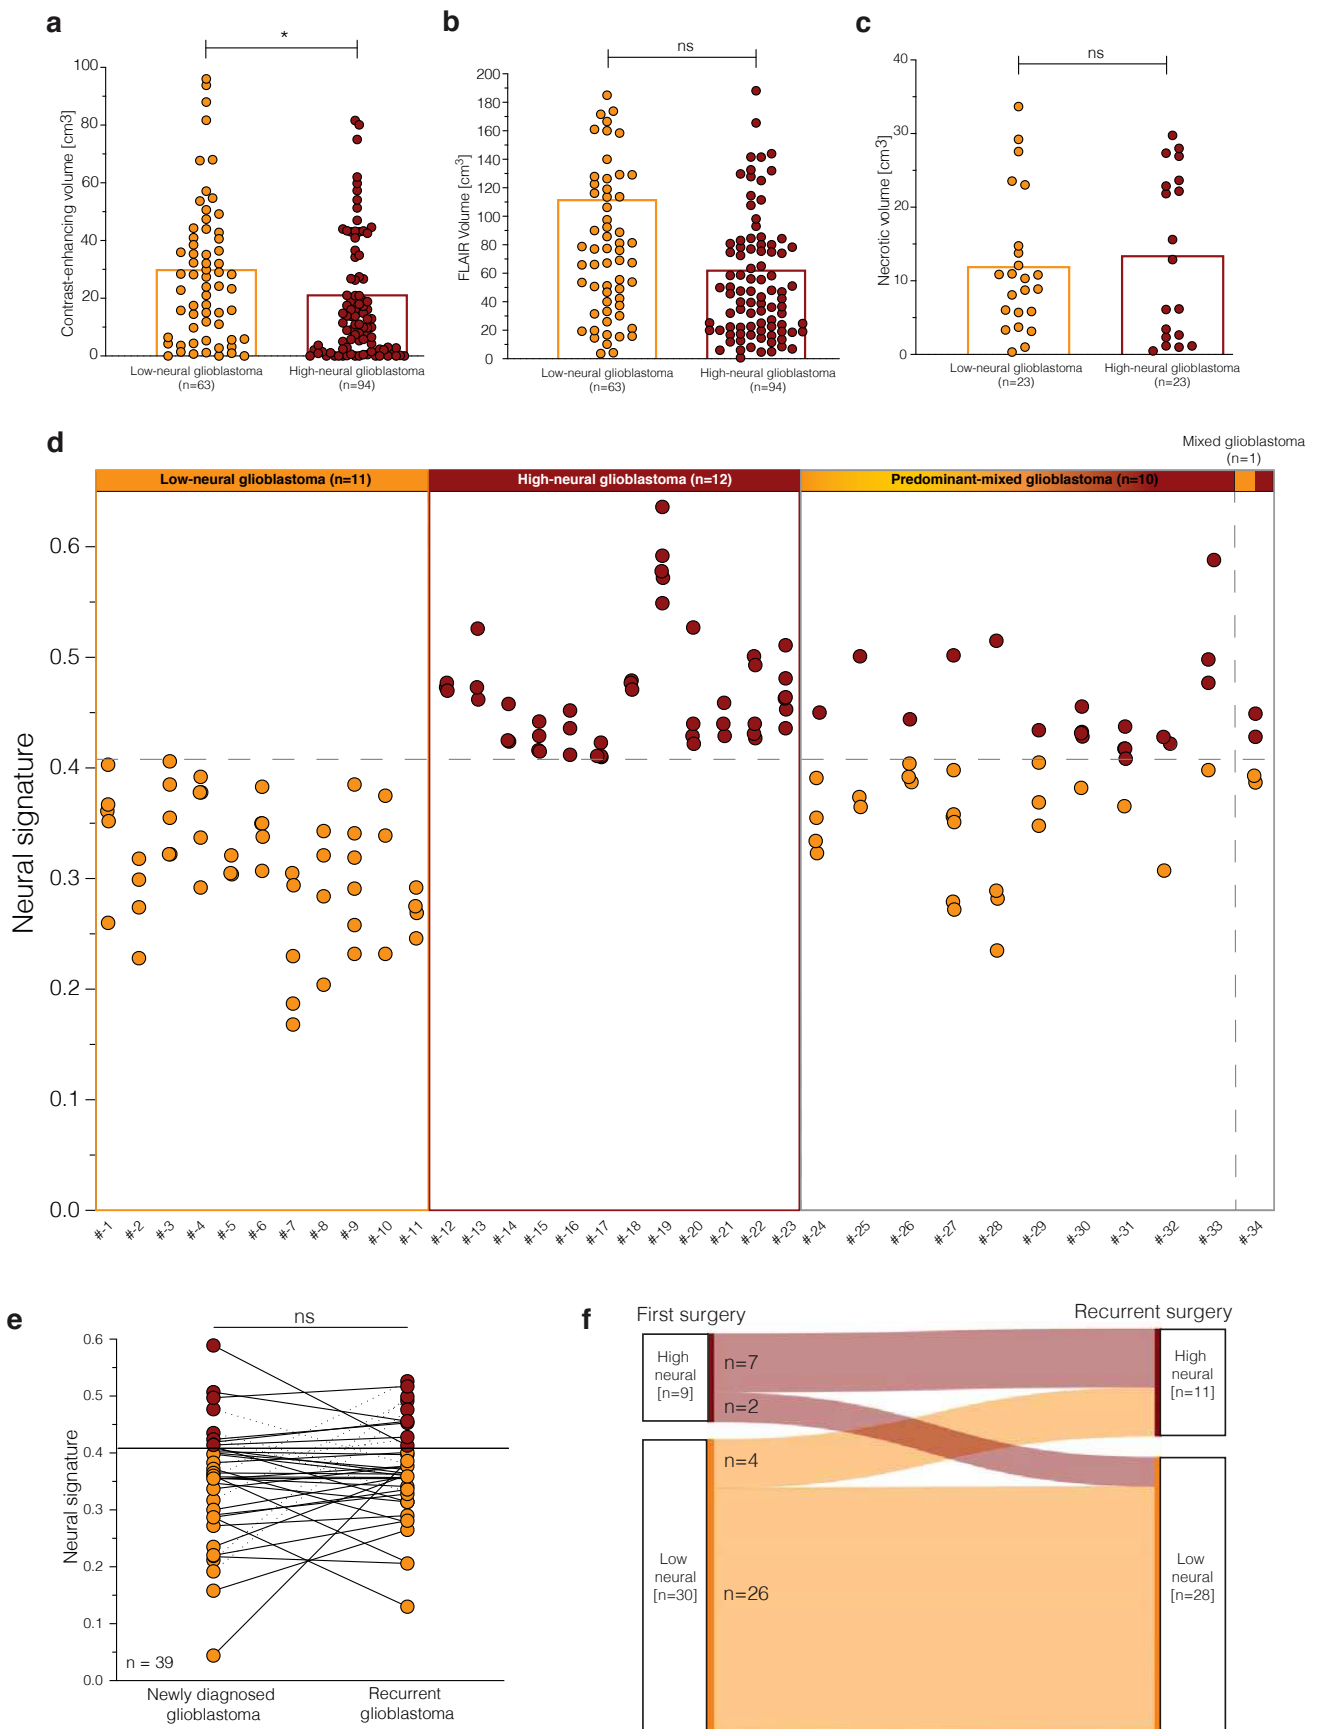 a
*
Contrast-enhancing volume [cm3]
100
80
60
40
20
0
Low-neural glioblastoma
(n=63)
High-neural glioblastoma
(n=94)
b
ns
FLAIR Volume [cm³]
200
180
160
140
120
100
80
60
40
20
0
Low-neural glioblastoma
(n=63)
High-neural glioblastoma
(n=94)
c
ns
Necrotic volume [cm3]
40
30
20
10
0
Low-neural glioblastoma
(n=23)
High-neural glioblastoma
(n=23)
d
Mixed glioblastoma
(n=1)
Low-neural glioblastoma (n=11)
High-neural glioblastoma (n=12)
Predominant-mixed glioblastoma (n=10)
Neural signature
0.6
0.5
0.4
0.3
0.2
0.1
0.0
#-1
#-2
#-3
#-4
#-5
#-6
#-7
#-8
#-9
#-10
#-11
#-12
#-13
#-14
#-15
#-16
#-17
#-18
#-19
#-20
#-21
#-22
#-23
#-24
#-25
#-26
#-27
#-28
#-29
#-30
#-31
#-32
#-33
#-34
e
ns
Neural signature
0.6
0.5
0.4
0.3
0.2
0.1
0.0
n = 39
Newly diagnosed
glioblastoma
Recurrent
glioblastoma
f
First surgery
Recurrent surgery
High
neural
[n=9]
n=7
n=2
High
neural
[n=11]
n=4
Low
neural
[n=30]
n=26
Low
neural
[n=28]